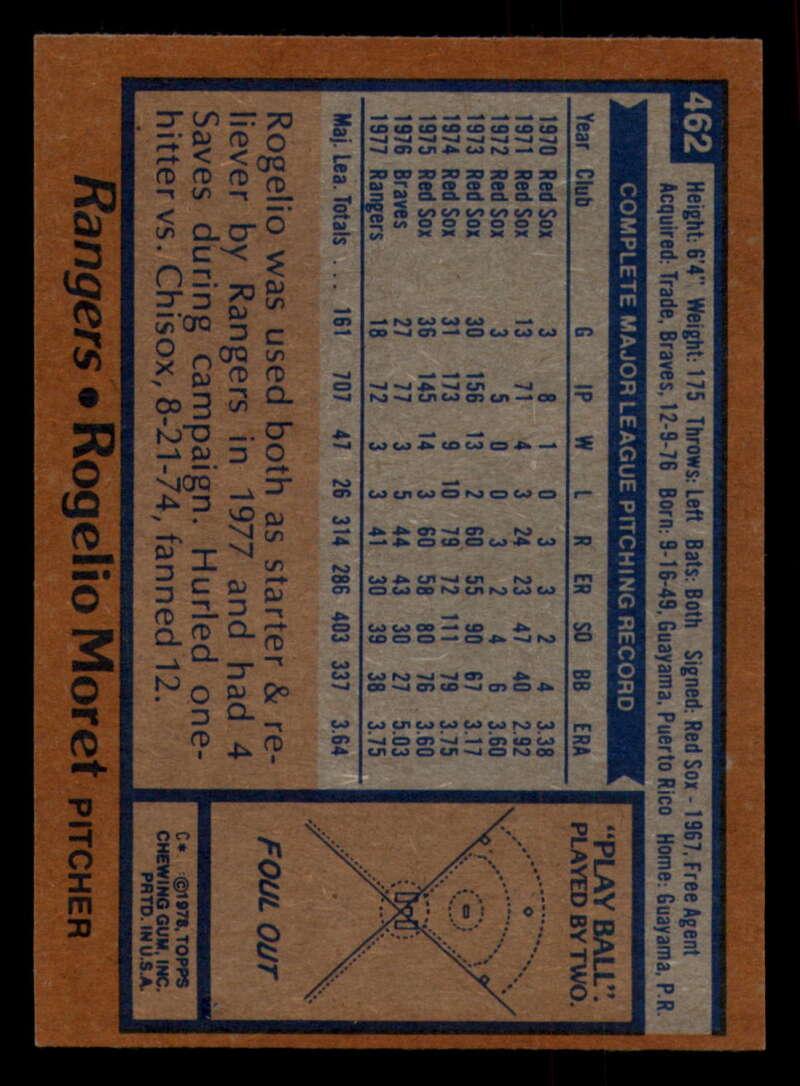 462
Height: 6'4" Weight: 175 Throws: Left Bats: Both Signed: Red Sox - 1967, Free Agent
Acquired: Trade, Braves, 12-9-76 Born: 9-16-49, Guayama, Puerto Rico Home: Guayama, P.R.
COMPLETE MAJOR LEAGUE PITCHING RECORD
Year Club G IP W L R ER SO BB ERA
1970 Red Sox 3 8 1 0 3 3 2 4 3.38
1971 Red Sox 13 71 4 3 24 23 47 40 2.92
1972 Red Sox 3 5 0 0 3 2 4 6 3.60
1973 Red Sox 30 156 13 2 60 55 90 67 3.17
1974 Red Sox 31 173 9 10 79 72 111 79 3.75
1975 Red Sox 36 145 14 3 60 58 80 76 3.60
1976 Braves 27 77 3 5 44 43 30 27 5.03
1977 Rangers 18 72 3 3 41 30 39 38 3.75
Maj. Lea. Totals ... 161 707 47 26 314 286 403 337 3.64
Rogelio was used both as starter & re-
liever by Rangers in 1977 and had 4
Saves during campaign. Hurled one-
hitter vs. Chisox, 8-21-74, fanned 12.
"PLAY BALL":
PLAYED BY TWO.
FOUL OUT
C* ©1978, TOPPS
CHEWING GUM, INC.
PRTD. IN U.S.A.
Rangers • Rogelio Moret PITCHER